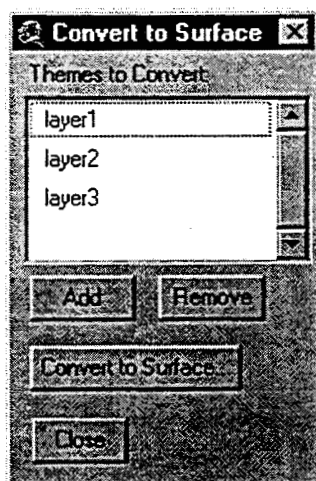 Convert to Surface
Themes to Convert:
layer1
layer2
layer3
Add Remove
Convert to Surface...
Close